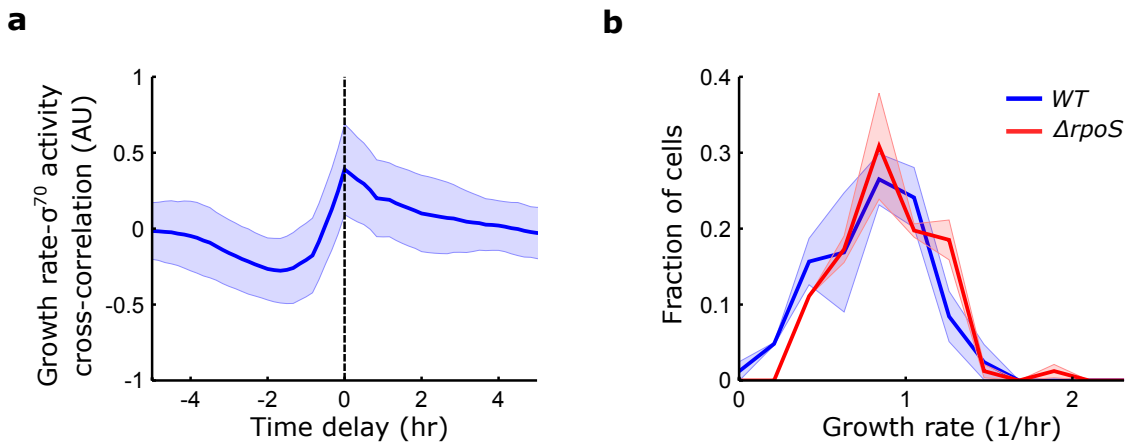 a
Growth rate-σ⁷⁰ activity
cross-correlation (AU)
1
0.5
0
-0.5
-1
-4
-2
0
2
4
Time delay (hr)
b
Fraction of cells
0.4
0.3
0.2
0.1
0
0
1
2
Growth rate (1/hr)
WT
ΔrpoS